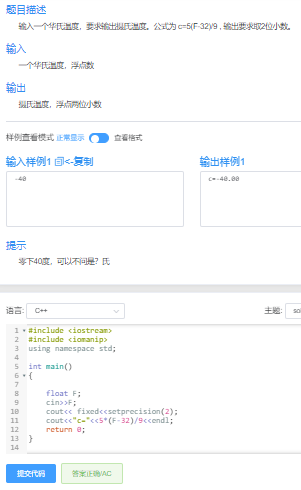 题目描述
输入一个华氏温度，要求输出摄氏温度。公式为 c=5(F-32)/9，输出要求取2位小数。
输入
一个华氏温度，浮点数
输出
摄氏温度，浮点两位小数
样例查看模式 正常显示 查看格式
输入样例1 <-复制
-40
输出样例1
c=-40.00
提示
零下40度，可以不问是？氏
语言: C++ 主题: so
1 #include <iostream>
2 #include <iomanip>
3 using namespace std;
4
5 int main()
6 {
7
8 float F;
9 cin>>F;
10 cout<< fixed<<setprecision(2);
11 cout<<"c="<<5*(F-32)/9<<endl;
12 return 0;
13 }
14
提交代码 答案正确/AC